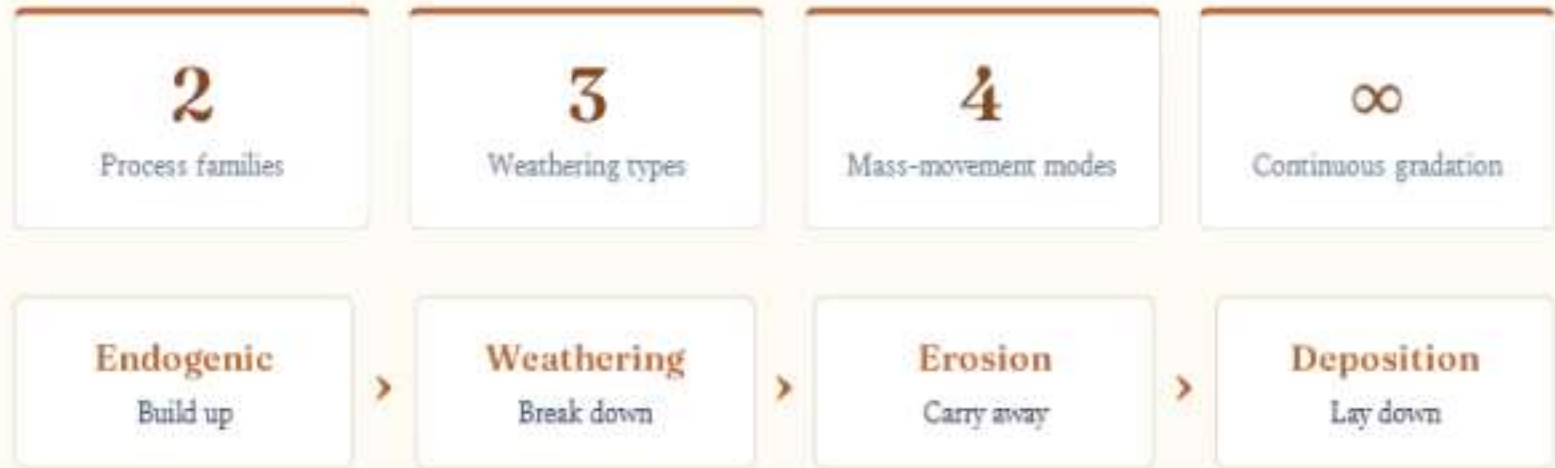 2
Process families
3
Weathering types
4
Mass-movement modes
∞
Continuous gradation
Endogenic
Build up
›
Weathering
Break down
›
Erosion
Carry away
›
Deposition
Lay down